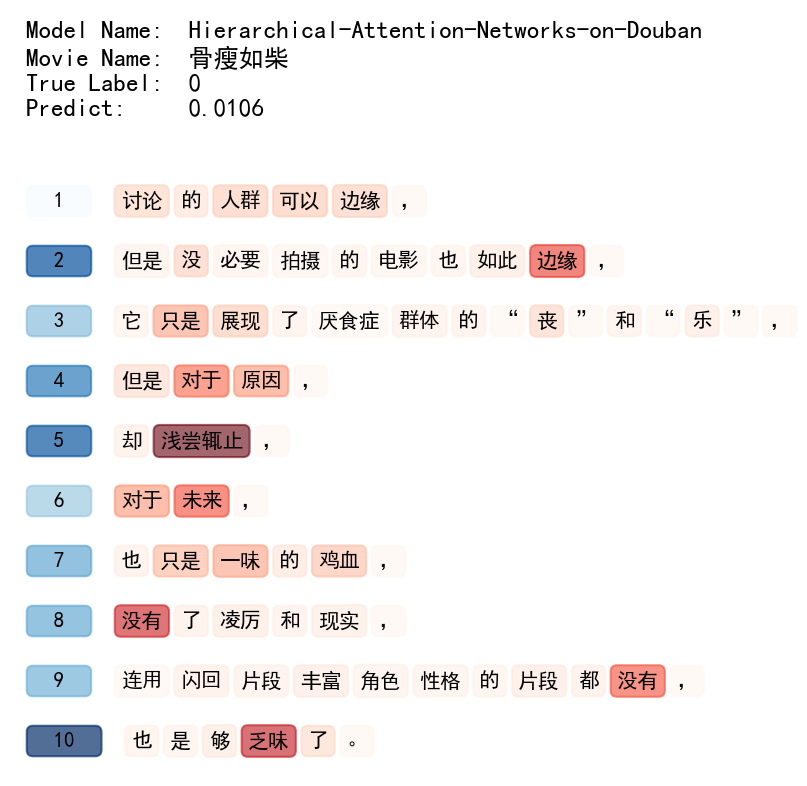 Model Name: Hierarchical-Attention-Networks-on-Douban
Movie Name: 骨瘦如柴
True Label: 0
Predict: 0.0106
1 讨论 的 人群 可以 边缘 ，
2 但是 没 必要 拍摄 的 电影 也 如此 边缘 ，
3 它 只是 展现 了 厌食症 群体 的 “ 丧 ” 和 “ 乐 ” ，
4 但是 对于 原因 ，
5 却 浅尝辄止 ，
6 对于 未来 ，
7 也 只是 一味 的 鸡血 ，
8 没有 了 凌厉 和 现实 ，
9 连用 闪回 片段 丰富 角色 性格 的 片段 都 没有 ，
10 也 是 够 乏味 了 。